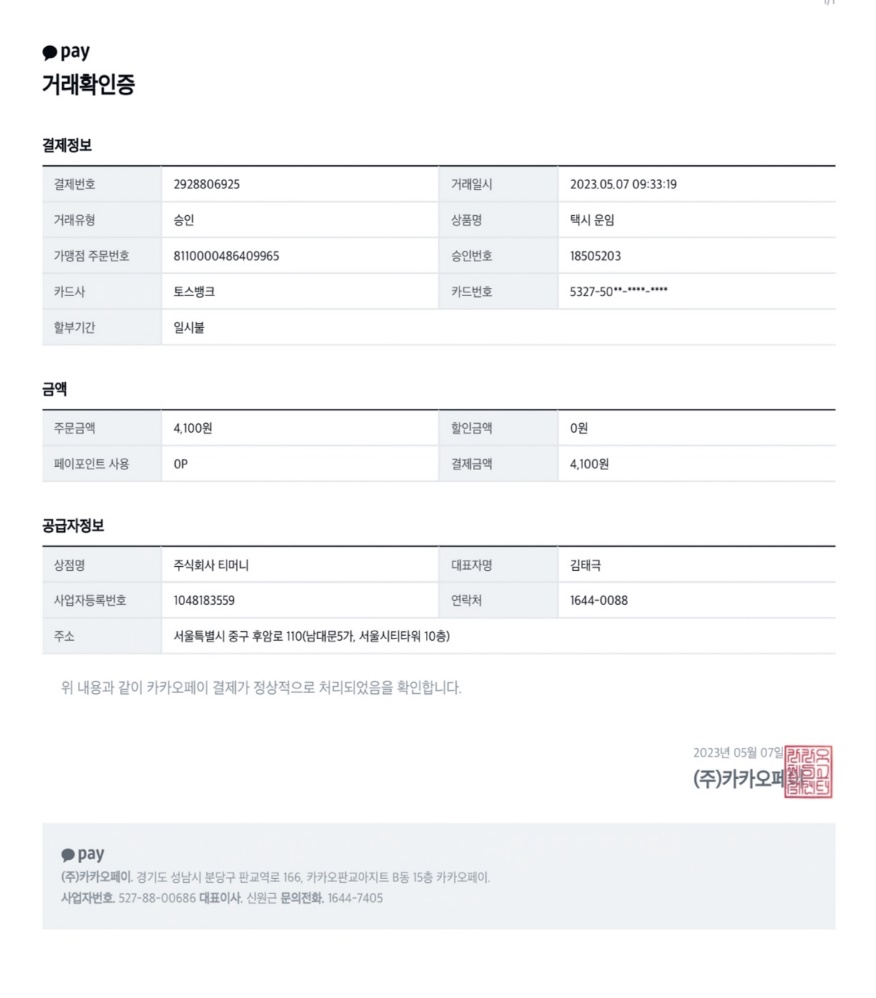 1/1
pay
거래확인증
결제정보
결제번호 2928806925 거래일시 2023.05.07 09:33:19
거래유형 승인 상품명 택시 운임
가맹점 주문번호 8110000486409965 승인번호 18505203
카드사 토스뱅크 카드번호 5327-50**-****-****
할부기간 일시불
금액
주문금액 4,100원 할인금액 0원
페이포인트 사용 0P 결제금액 4,100원
공급자정보
상점명 주식회사 티머니 대표자명 김태극
사업자등록번호 1048183559 연락처 1644-0088
주소 서울특별시 중구 후암로 110(남대문5가, 서울시티타워 10층)
위 내용과 같이 카카오페이 결제가 정상적으로 처리되었음을 확인합니다.
2023년 05월 07일
(주)카카오페이
pay
(주)카카오페이. 경기도 성남시 분당구 판교역로 166, 카카오판교아지트 B동 15층 카카오페이.
사업자번호. 527-88-00686 대표이사. 신원근 문의전화. 1644-7405